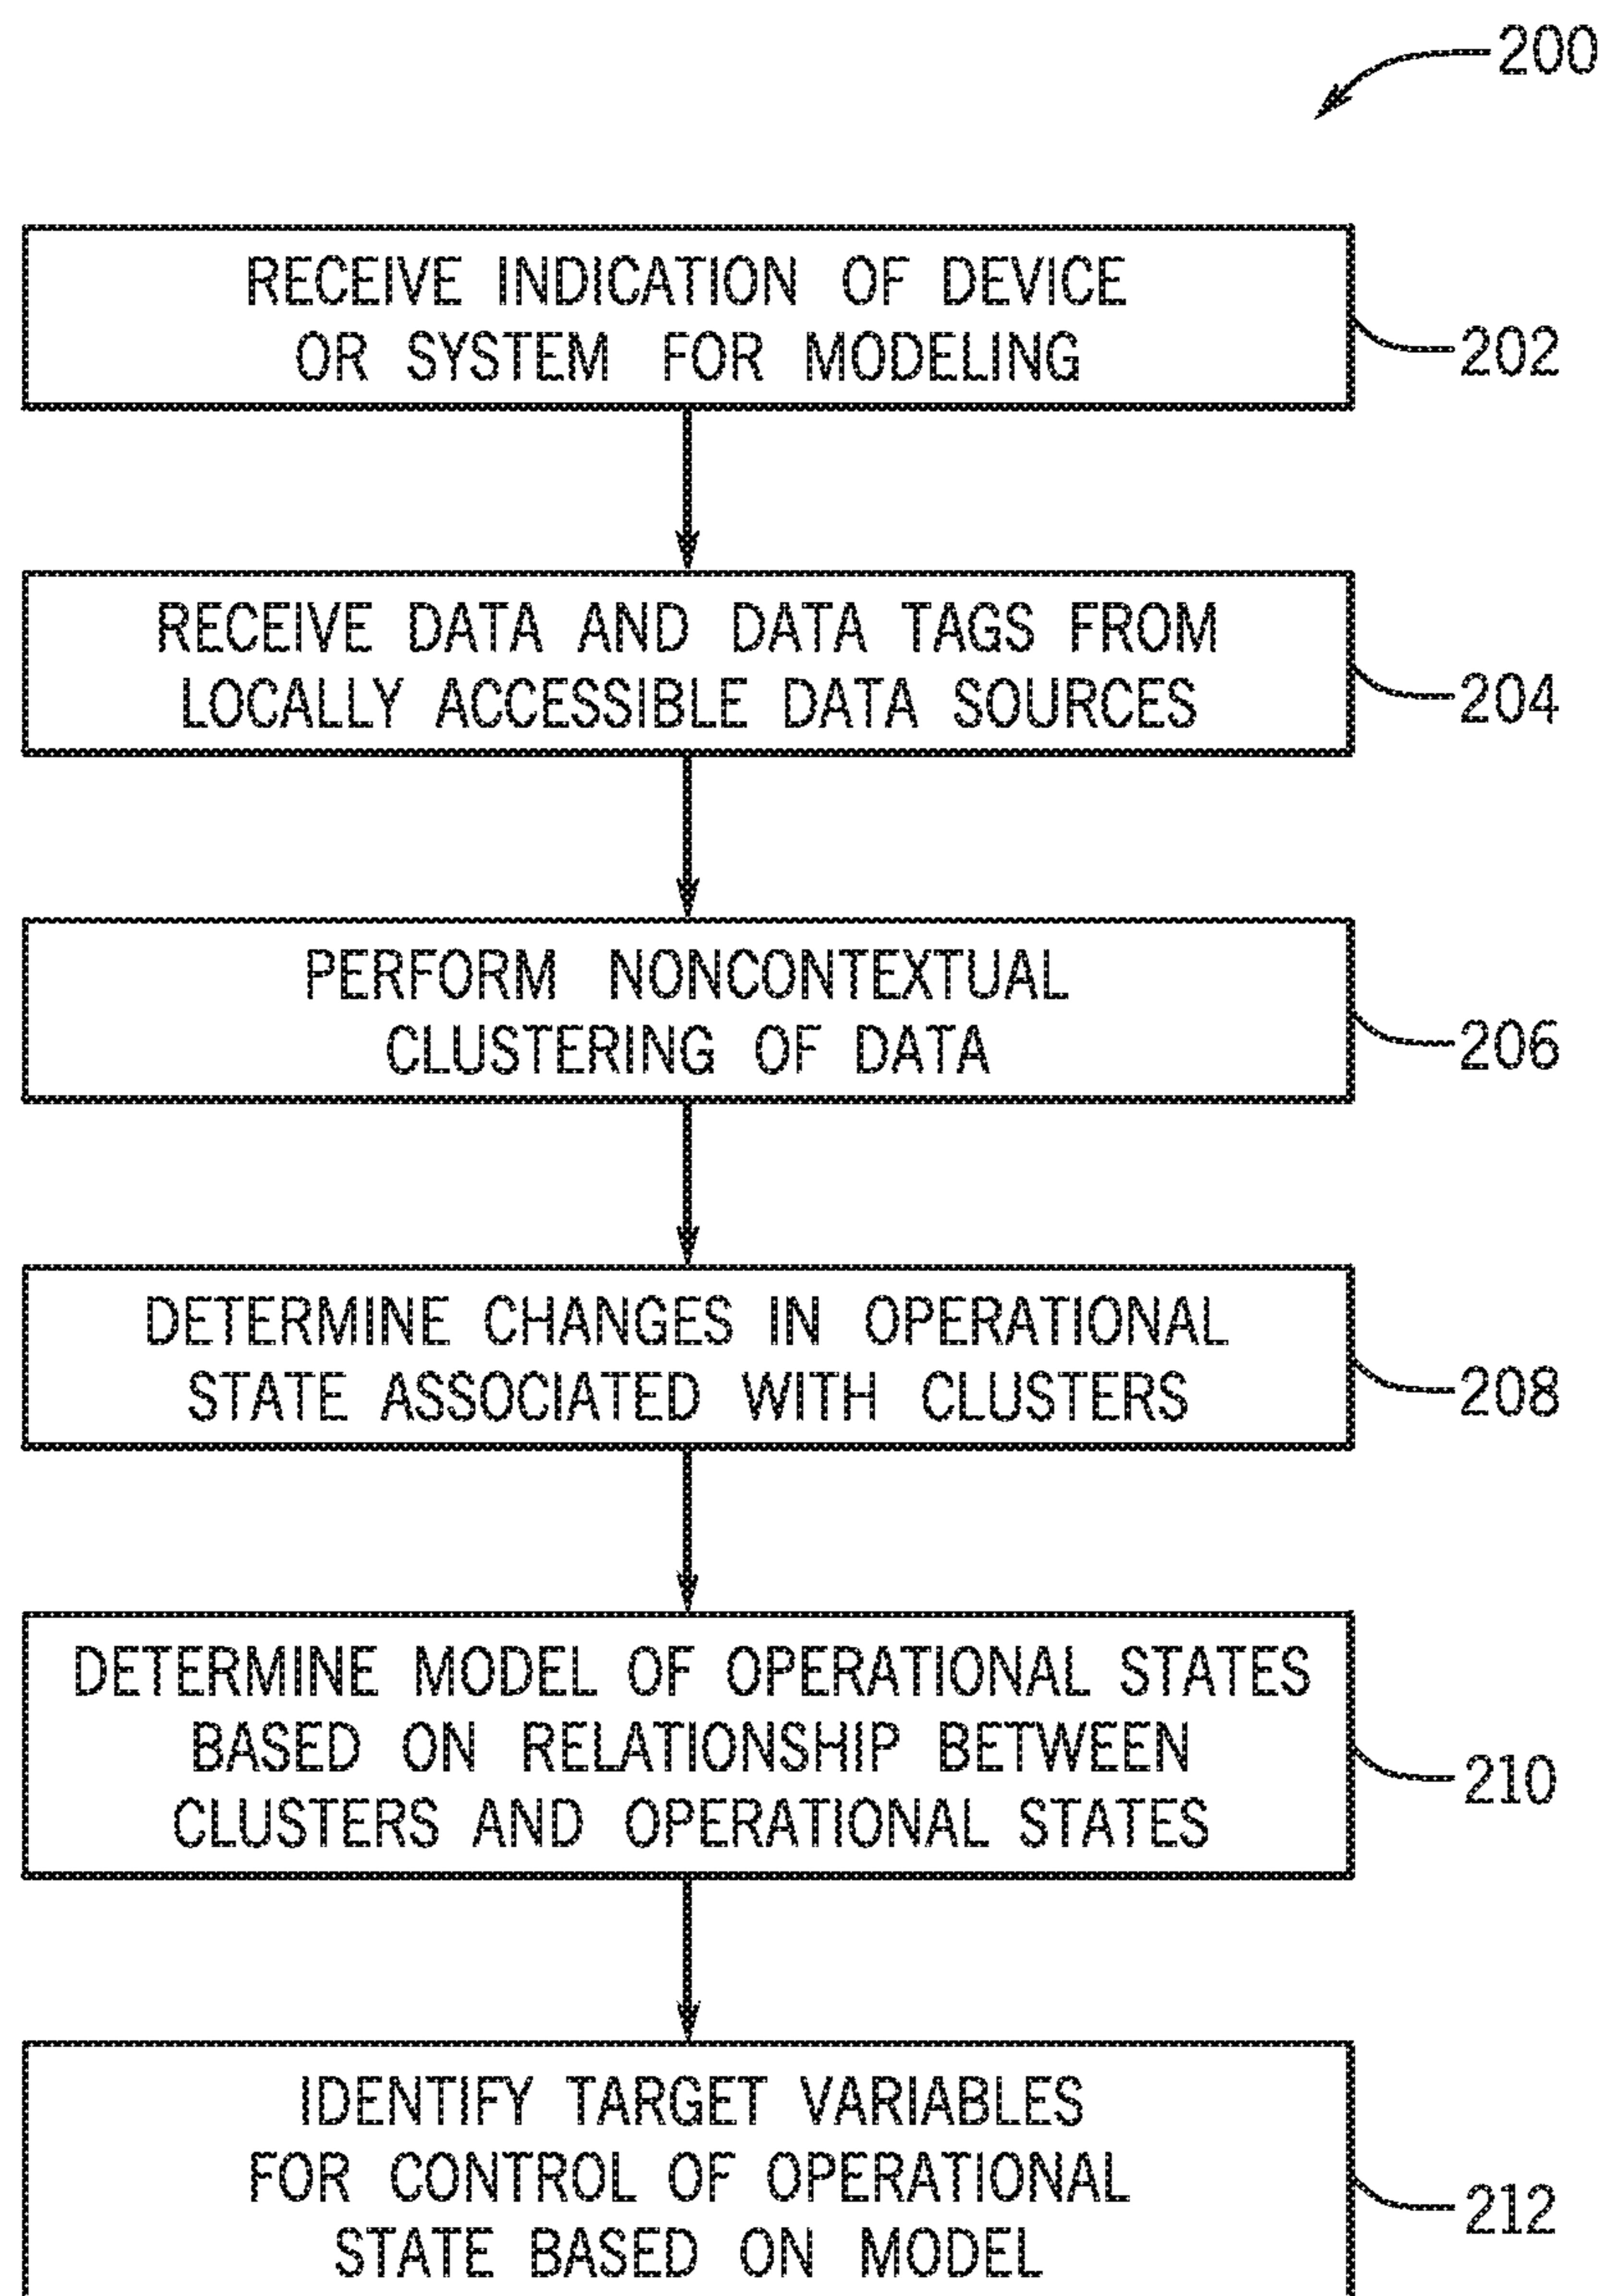 200
RECEIVE INDICATION OF DEVICE
OR SYSTEM FOR MODELING
202
RECEIVE DATA AND DATA TAGS FROM
LOCALLY ACCESSIBLE DATA SOURCES
204
PERFORM NONCONTEXTUAL
CLUSTERING OF DATA
206
DETERMINE CHANGES IN OPERATIONAL
STATE ASSOCIATED WITH CLUSTERS
208
DETERMINE MODEL OF OPERATIONAL STATES
BASED ON RELATIONSHIP BETWEEN
CLUSTERS AND OPERATIONAL STATES
210
IDENTIFY TARGET VARIABLES
FOR CONTROL OF OPERATIONAL
STATE BASED ON MODEL
212